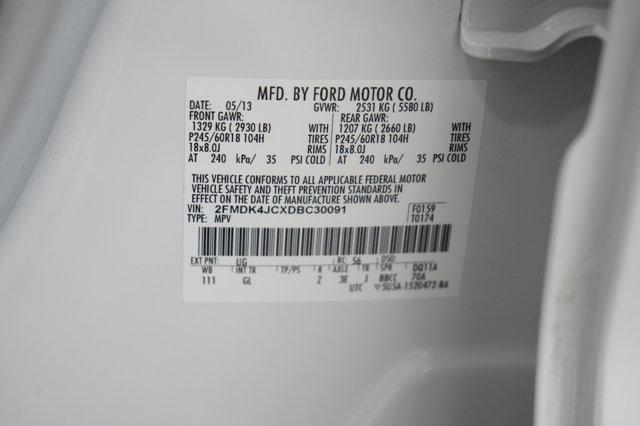 MFD. BY FORD MOTOR CO.
DATE: 05/13 GVWR: 2531 KG ( 5580 LB)
FRONT GAWR: REAR GAWR:
1329 KG ( 2930 LB) WITH 1207 KG ( 2660 LB) WITH
P245/60R18 104H TIRES P245/60R18 104H TIRES
18x8.0J RIMS 18x8.0J RIMS
AT 240 kPa/ 35 PSI COLD AT 240 kPa/ 35 PSI COLD
THIS VEHICLE CONFORMS TO ALL APPLICABLE FEDERAL MOTOR
VEHICLE SAFETY AND THEFT PREVENTION STANDARDS IN
EFFECT ON THE DATE OF MANUFACTURE SHOWN ABOVE.
VIN: 2FMDK4JCXDBC30091 F0159
TYPE: MPV T0174
EXT PNT: UG RC: 56 DSO:
WB INT TR TP/PS R AXLE TR SPR DQ11A
111 GL Z 3E J BBCC 70A
UTC 5USA-1520472-BA